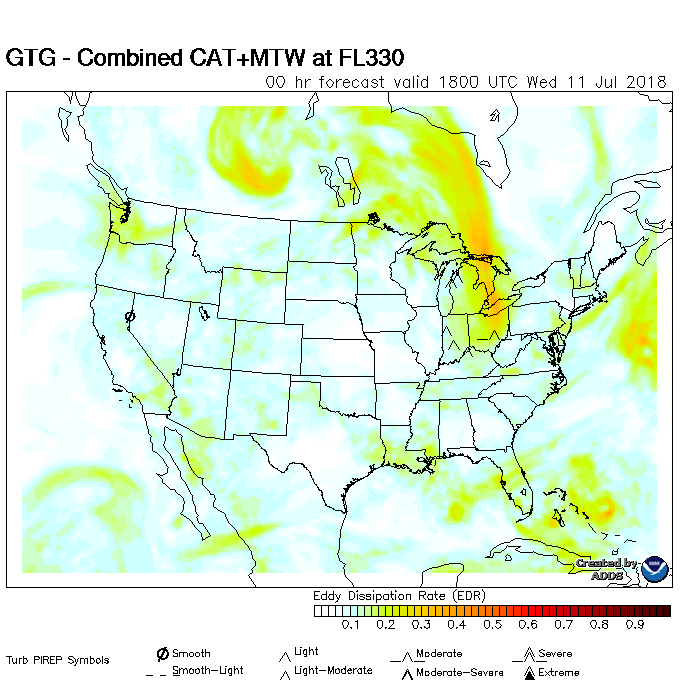 GTG - Combined CAT+MTW at FL330
00 hr forecast valid 1800 UTC Wed 11 Jul 2018
Created by
ADDS
Eddy Dissipation Rate (EDR)
0.1 0.2 0.3 0.4 0.5 0.6 0.7 0.8 0.9
Turb PIREP Symbols
Smooth Light Moderate Severe
Smooth-Light Light-Moderate Moderate-Severe Extreme